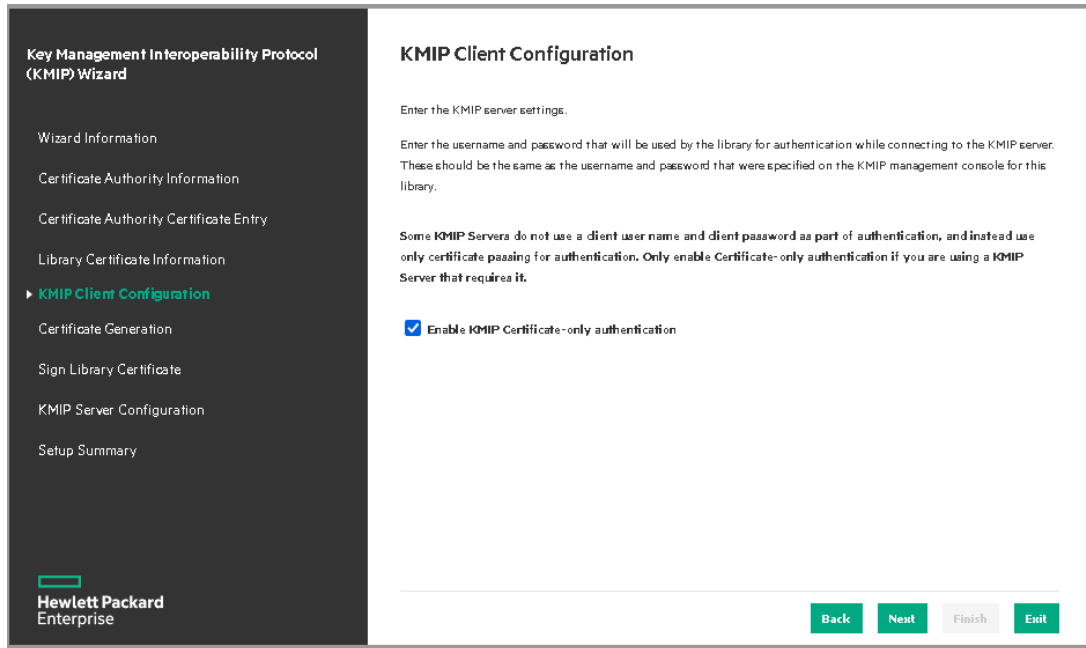 Key Management Interoperability Protocol
(KMIP) Wizard
Wizard Information
Certificate Authority Information
Certificate Authority Certificate Entry
Library Certificate Information
KMIP Client Configuration
Certificate Generation
Sign Library Certificate
KMIP Server Configuration
Setup Summary
Hewlett Packard
Enterprise
KMIP Client Configuration
Enter the KMIP server settings.
Enter the username and password that will be used by the library for authentication while connecting to the KMIP server.
These should be the same as the username and password that were specified on the KMIP management console for this
library.
Some KMIP Servers do not use a client user name and client password as part of authentication, and instead use
only certificate passing for authentication. Only enable Certificate-only authentication if you are using a KMIP
Server that requires it.
Enable KMIP Certificate-only authentication
Back Next Finish Exit